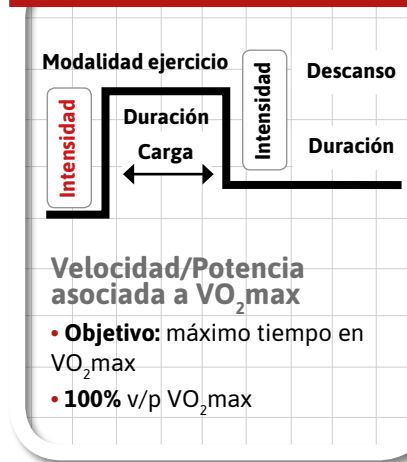 Modalidad ejercicio
Intensidad
Duración
Carga
Intensidad
Descanso
Duración
Velocidad/Potencia
asociada a VO₂max
• Objetivo: máximo tiempo en
VO₂max
• 100% v/p VO₂max